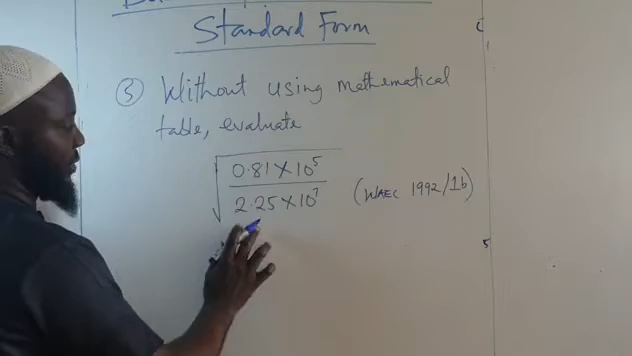 Standard Form
③ Without using mathematical
table, evaluate
√(0.81 × 10⁵ / 2.25 × 10⁷) (WAEC 1992/1b)